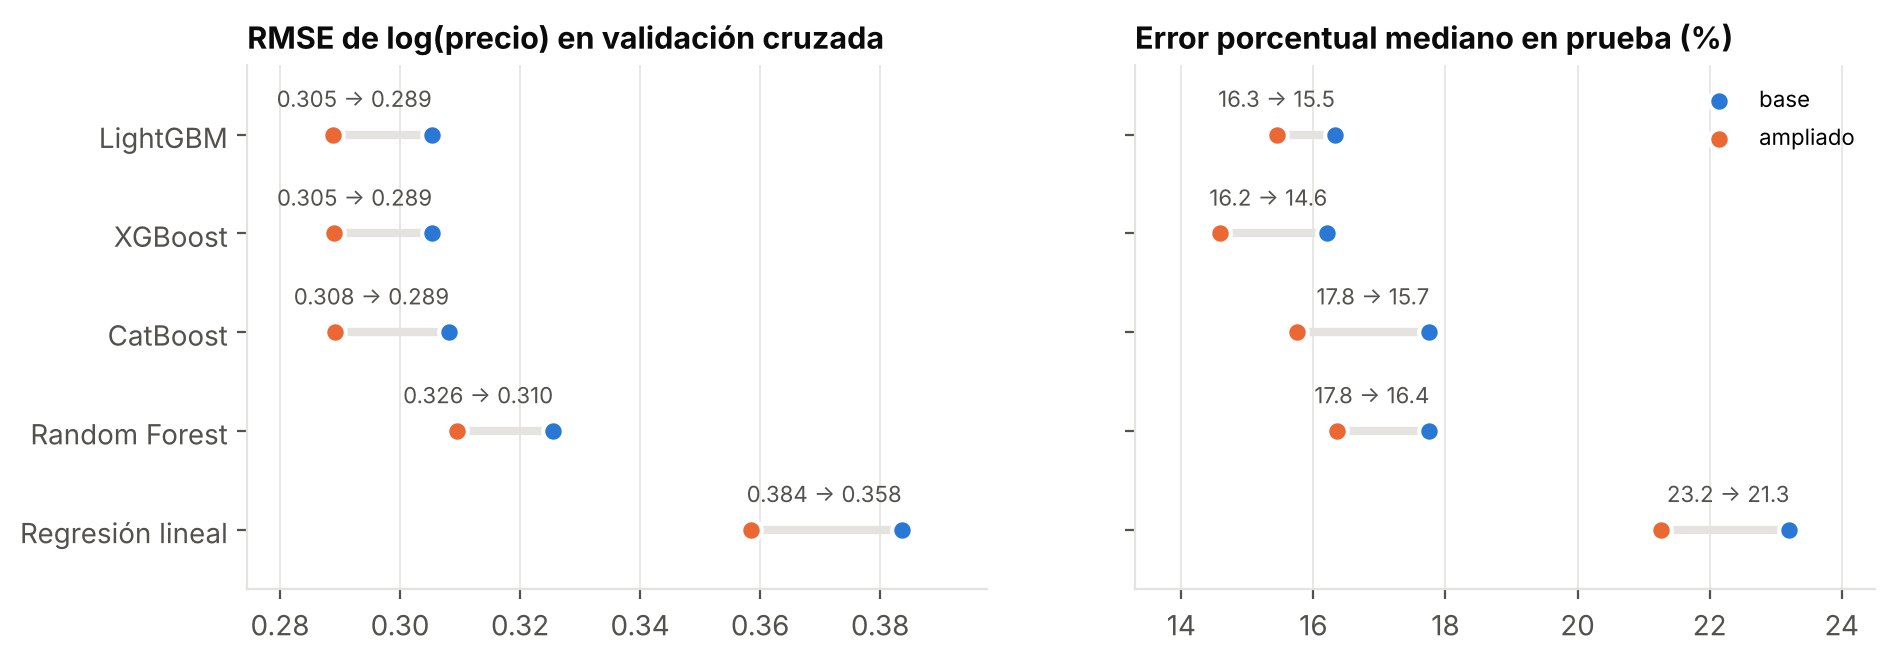 RMSE de log(precio) en validación cruzada
0.305 → 0.289
LightGBM
0.305 → 0.289
XGBoost
0.308 → 0.289
CatBoost
0.326 → 0.310
Random Forest
0.384 → 0.358
Regresión lineal
0.28 0.30 0.32 0.34 0.36 0.38
Error porcentual mediano en prueba (%)
base
ampliado
16.3 → 15.5
16.2 → 14.6
17.8 → 15.7
17.8 → 16.4
23.2 → 21.3
14 16 18 20 22 24